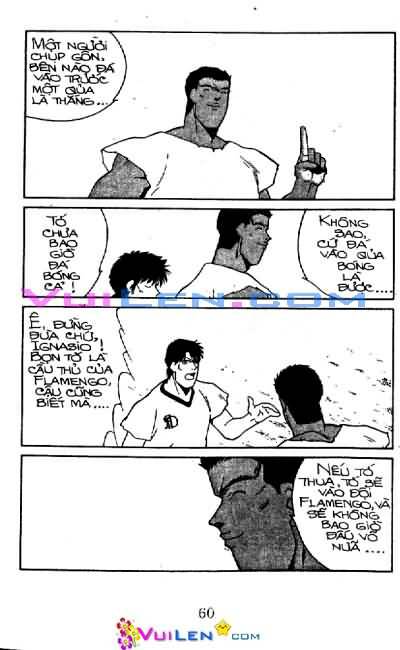 MỘT NGƯỜI
CHỤP GÔN,
BÊN NÀO ĐÁ
VÀO TRƯỚC
MỘT QỦA
LÀ THẮNG....
TỚ
CHƯA
BAO
GIỜ
ĐÁ
BÓNG
CẢ !
KHÔNG
SAO,
CỨ ĐÁ
VÀO QỦA
BÓNG
LÀ
ĐƯỢC....
VUILEN.COM
Ê, ĐỪNG
ĐÙA CHỨ,
IGNASIO !
BỌN TỚ LÀ
CẦU THỦ CỦA
FLAMENGO,
CẬU CŨNG
BIẾT MÀ....
NẾU TỚ
THUA, TỚ SẼ
VÀO ĐỘI
FLAMENGO, VÀ
SẼ KHÔNG
BAO GIỜ
ĐẤU VÕ
NỮA ....
60
VUILEN.COM